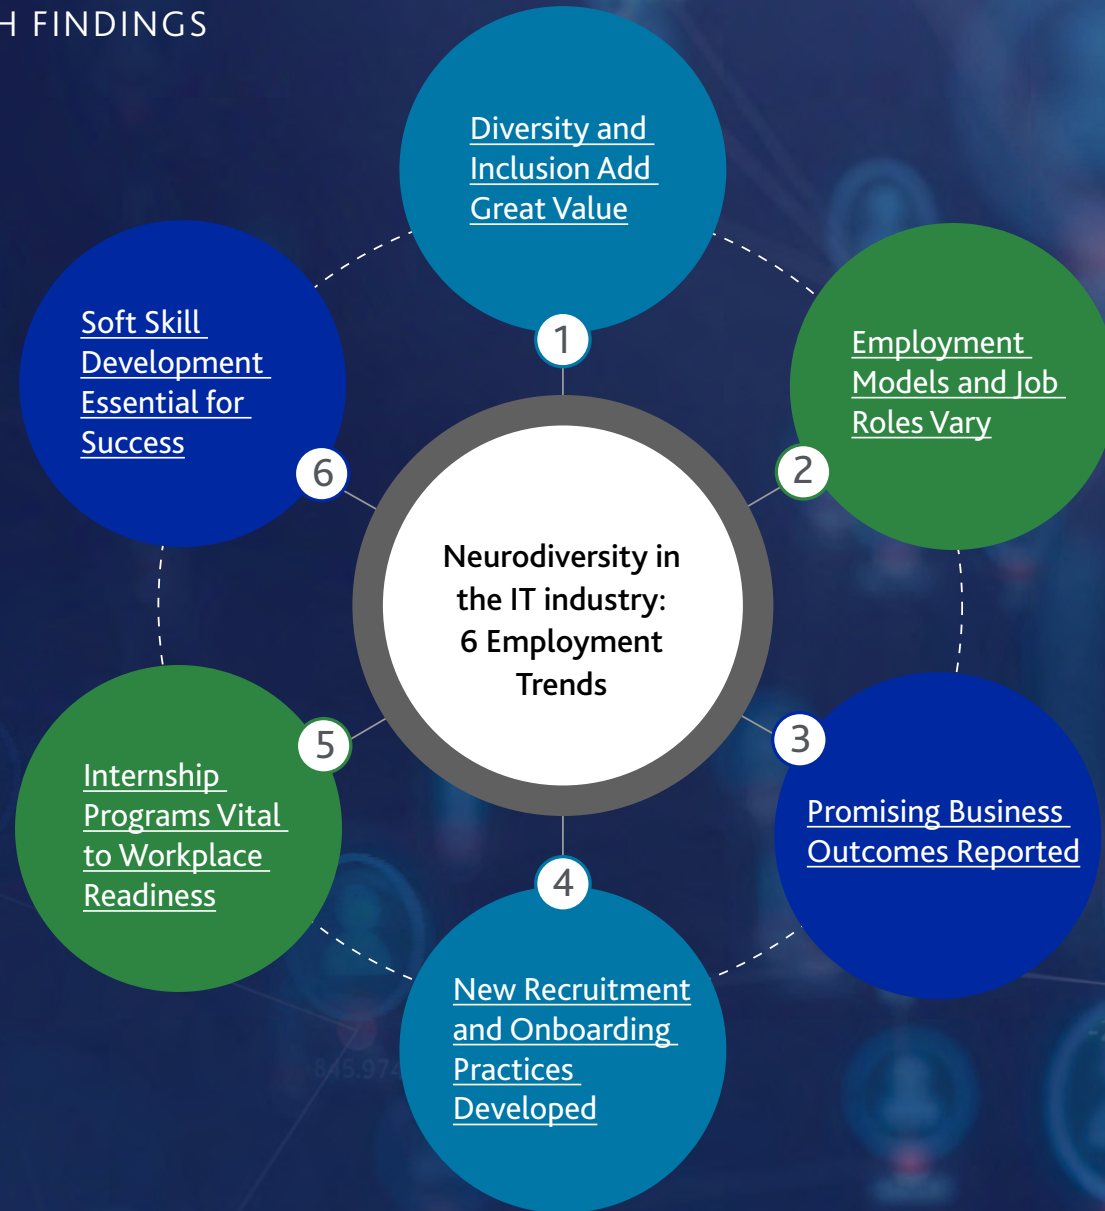 H FINDINGS
Diversity and
Inclusion Add
Great Value
1
Employment
Models and Job
Roles Vary
2
Promising Business
Outcomes Reported
3
New Recruitment
and Onboarding
Practices
Developed
4
Internship
Programs Vital
to Workplace
Readiness
5
Soft Skill
Development
Essential for
Success
6
Neurodiversity in
the IT industry:
6 Employment
Trends